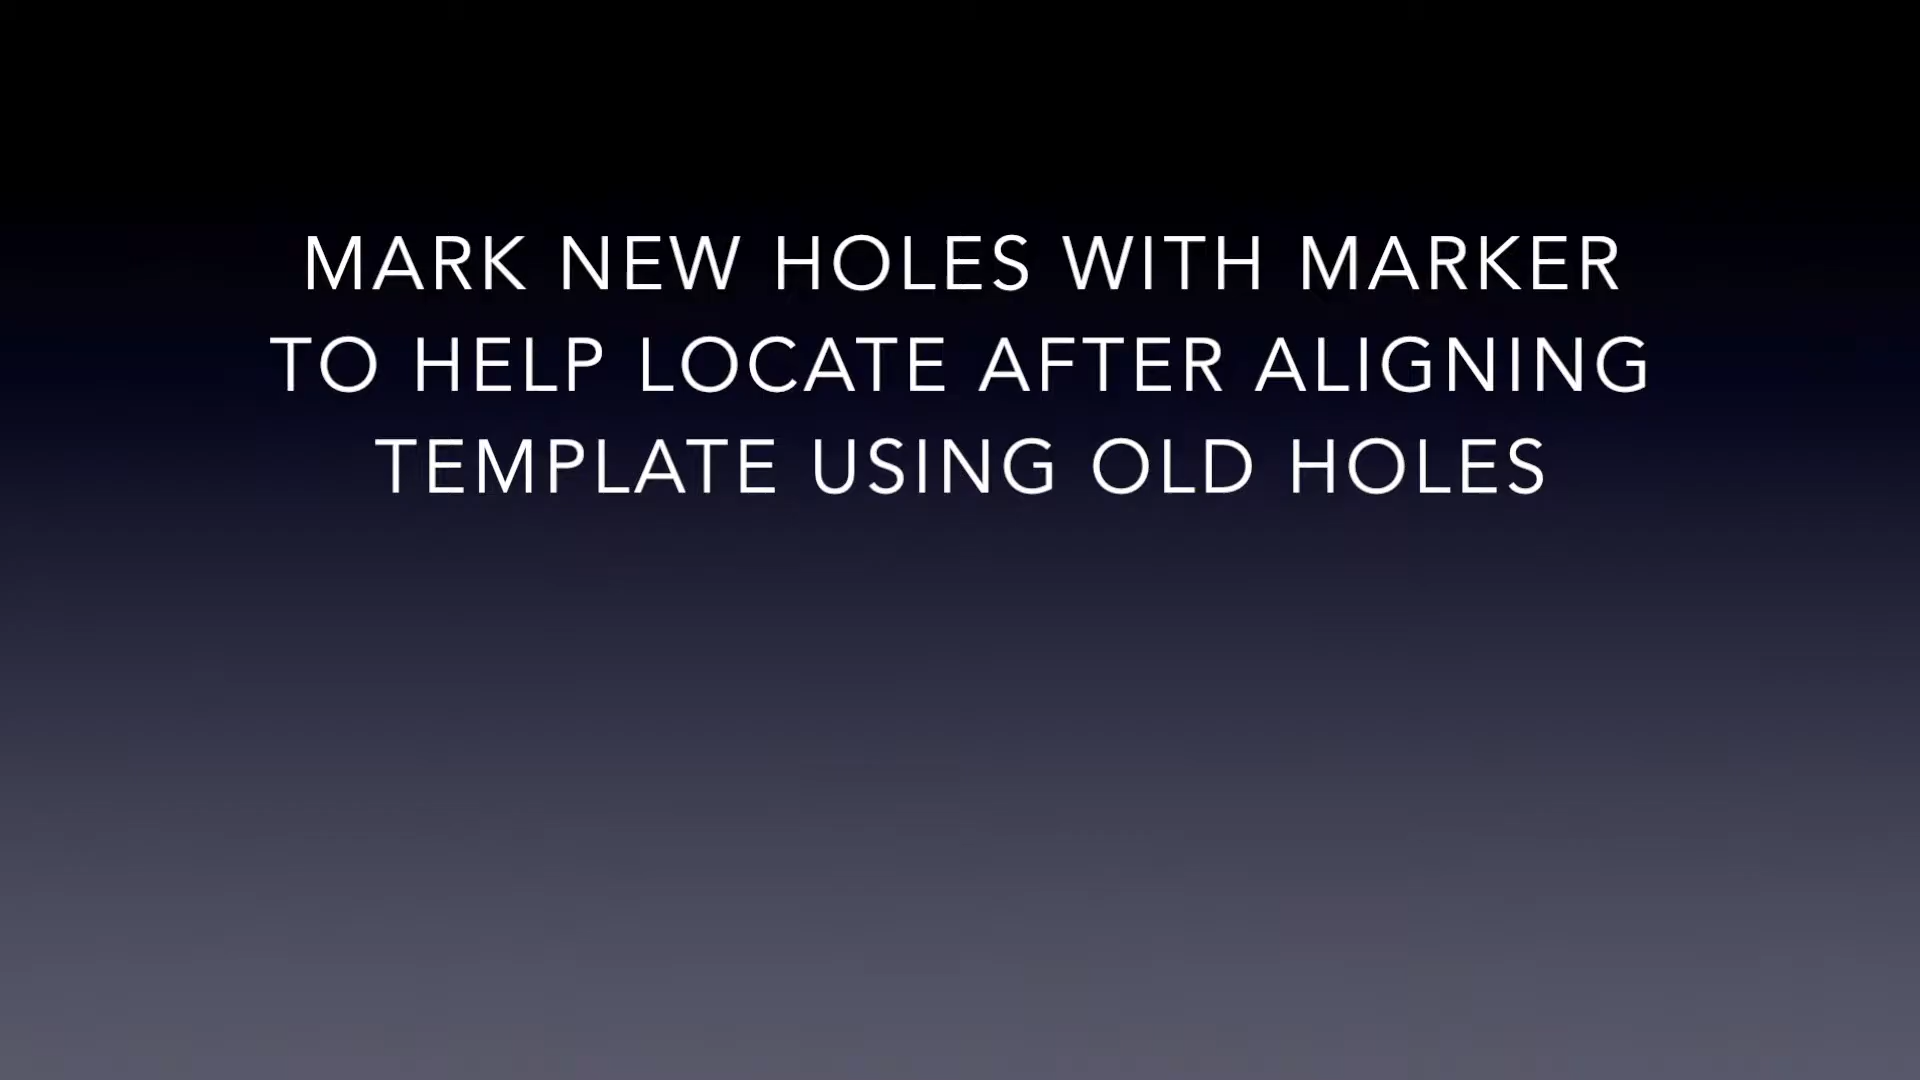 MARK NEW HOLES WITH MARKER
TO HELP LOCATE AFTER ALIGNING
TEMPLATE USING OLD HOLES